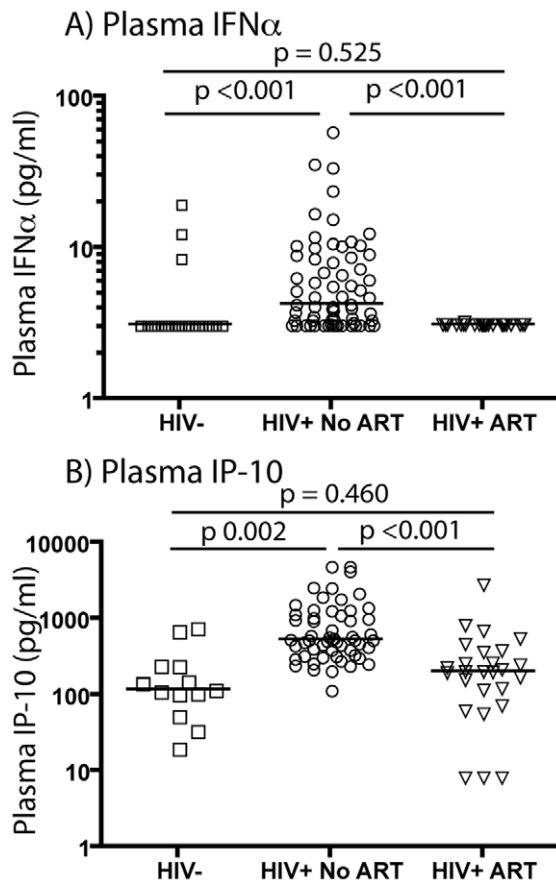 A) Plasma IFNα
p = 0.525
p <0.001 p <0.001
Plasma IFNα (pg/ml)
100
10
1
HIV- HIV+ No ART HIV+ ART
B) Plasma IP-10
p = 0.460
p 0.002 p <0.001
Plasma IP-10 (pg/ml)
10000
1000
100
10
1
HIV- HIV+ No ART HIV+ ART